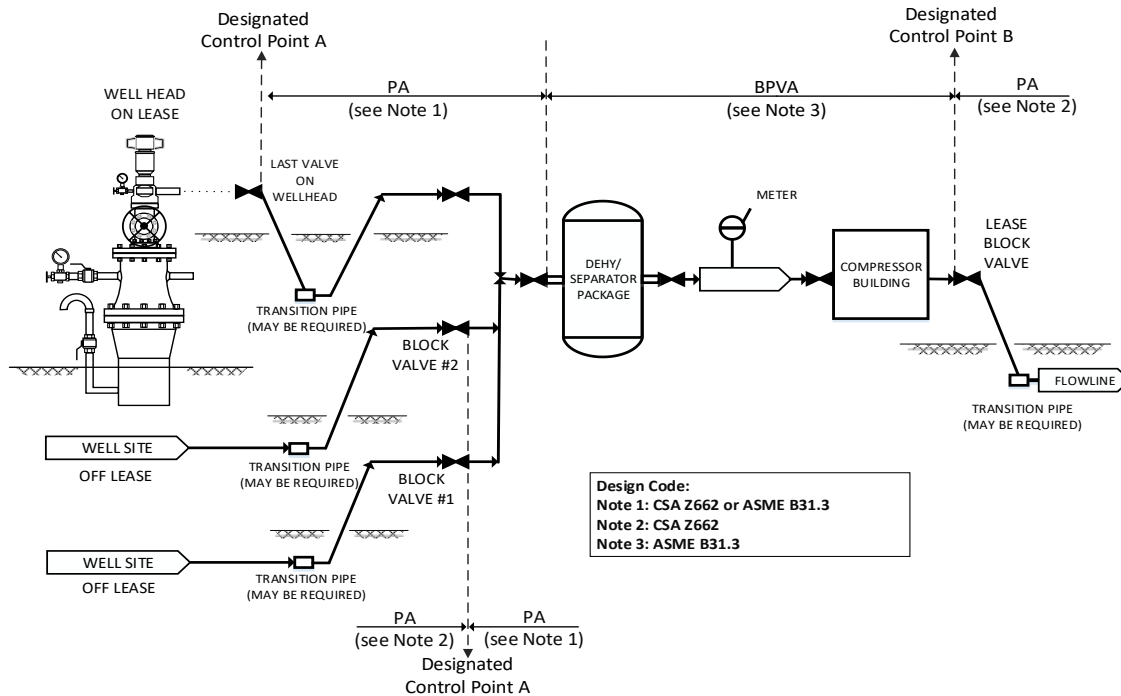 Designated
Control Point A
Designated
Control Point B
PA
(see Note 1)
BPVA
(see Note 3)
PA
(see Note 2)
WELL HEAD
ON LEASE
LAST VALVE
ON
WELLHEAD
METER
LEASE
BLOCK
VALVE
DEHY/
SEPARATOR
PACKAGE
COMPRESSOR
BUILDING
TRANSITION PIPE
(MAY BE REQUIRED)
BLOCK
VALVE #2
FLOWLINE
TRANSITION PIPE
(MAY BE REQUIRED)
WELL SITE
OFF LEASE
TRANSITION PIPE
(MAY BE REQUIRED)
BLOCK
VALVE #1
Design Code:
Note 1: CSA Z662 or ASME B31.3
Note 2: CSA Z662
Note 3: ASME B31.3
WELL SITE
OFF LEASE
TRANSITION PIPE
(MAY BE REQUIRED)
PA
(see Note 2)
PA
(see Note 1)
Designated
Control Point A